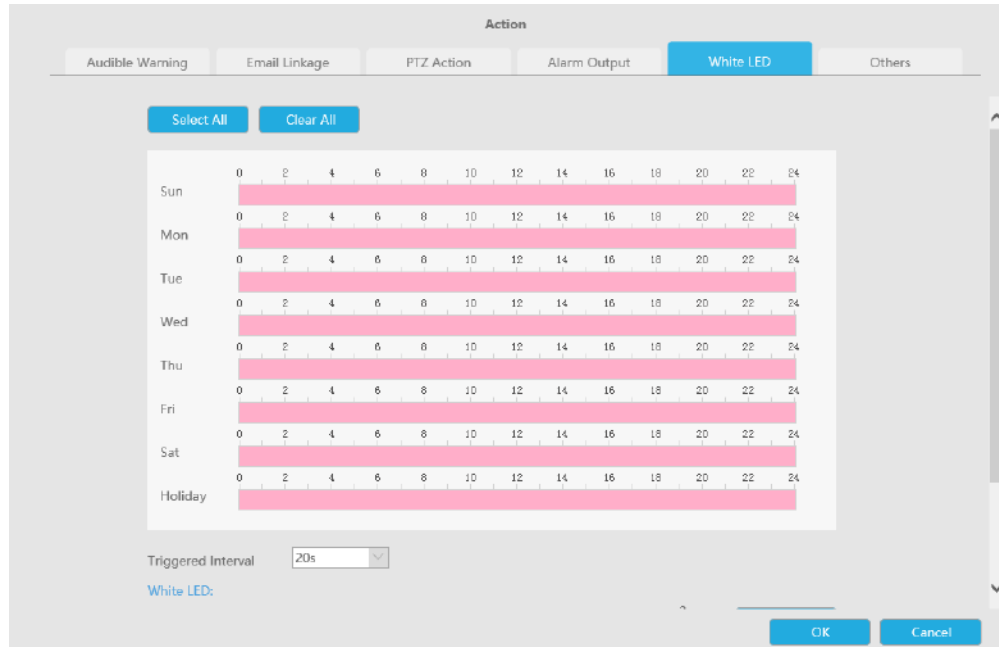 Action
Audible Warning Email Linkage PTZ Action Alarm Output White LED Others
Select All Clear All
0 2 4 6 8 10 12 14 16 18 20 22 24
Sun
0 2 4 6 8 10 12 14 16 18 20 22 24
Mon
0 2 4 6 8 10 12 14 16 18 20 22 24
Tue
0 2 4 6 8 10 12 14 16 18 20 22 24
Wed
0 2 4 6 8 10 12 14 16 18 20 22 24
Thu
0 2 4 6 8 10 12 14 16 18 20 22 24
Fri
0 2 4 6 8 10 12 14 16 18 20 22 24
Sat
0 2 4 6 8 10 12 14 16 18 20 22 24
Holiday
Triggered Interval 20s
White LED:
OK Cancel